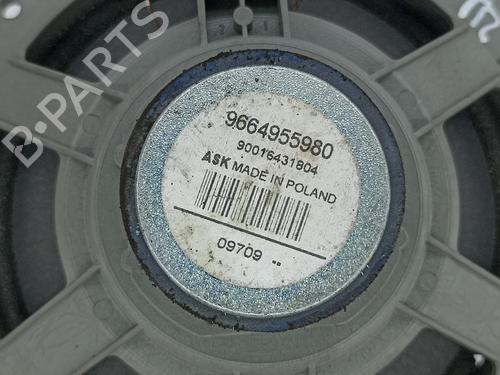 B-PARTS
9664955980
90016431804
ASK MADE IN POLAND
09709 --